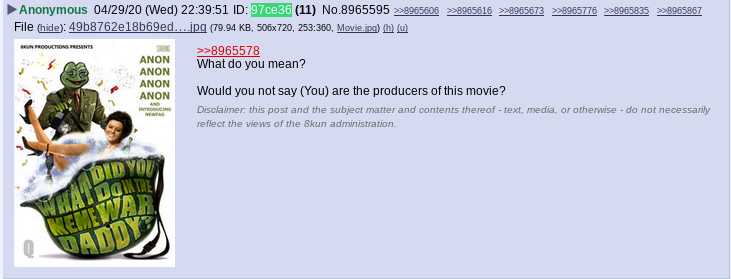 ▶Anonymous 04/29/20 (Wed) 22:39:51 ID: 97ce36 (11) No.8965595 >>8965606 >>8965616 >>8965673 >>8965776 >>8965835 >>8965867
File (hide): 49b8762e18b69ed….jpg (79.94 KB, 506x720, 253:360, Movie.jpg) (h) (u)
8KUN PRODUCTIONS PRESENTS
STARRING
ANON
ANON
ANON
ANON
AND
INTRODUCING
NEWFAG
WHAT DID YOU
DO IN THE
MEME WAR
DADDY?
Q
>>8965578
What do you mean?
Would you not say (You) are the producers of this movie?
Disclaimer: this post and the subject matter and contents thereof - text, media, or otherwise - do not necessarily
reflect the views of the 8kun administration.